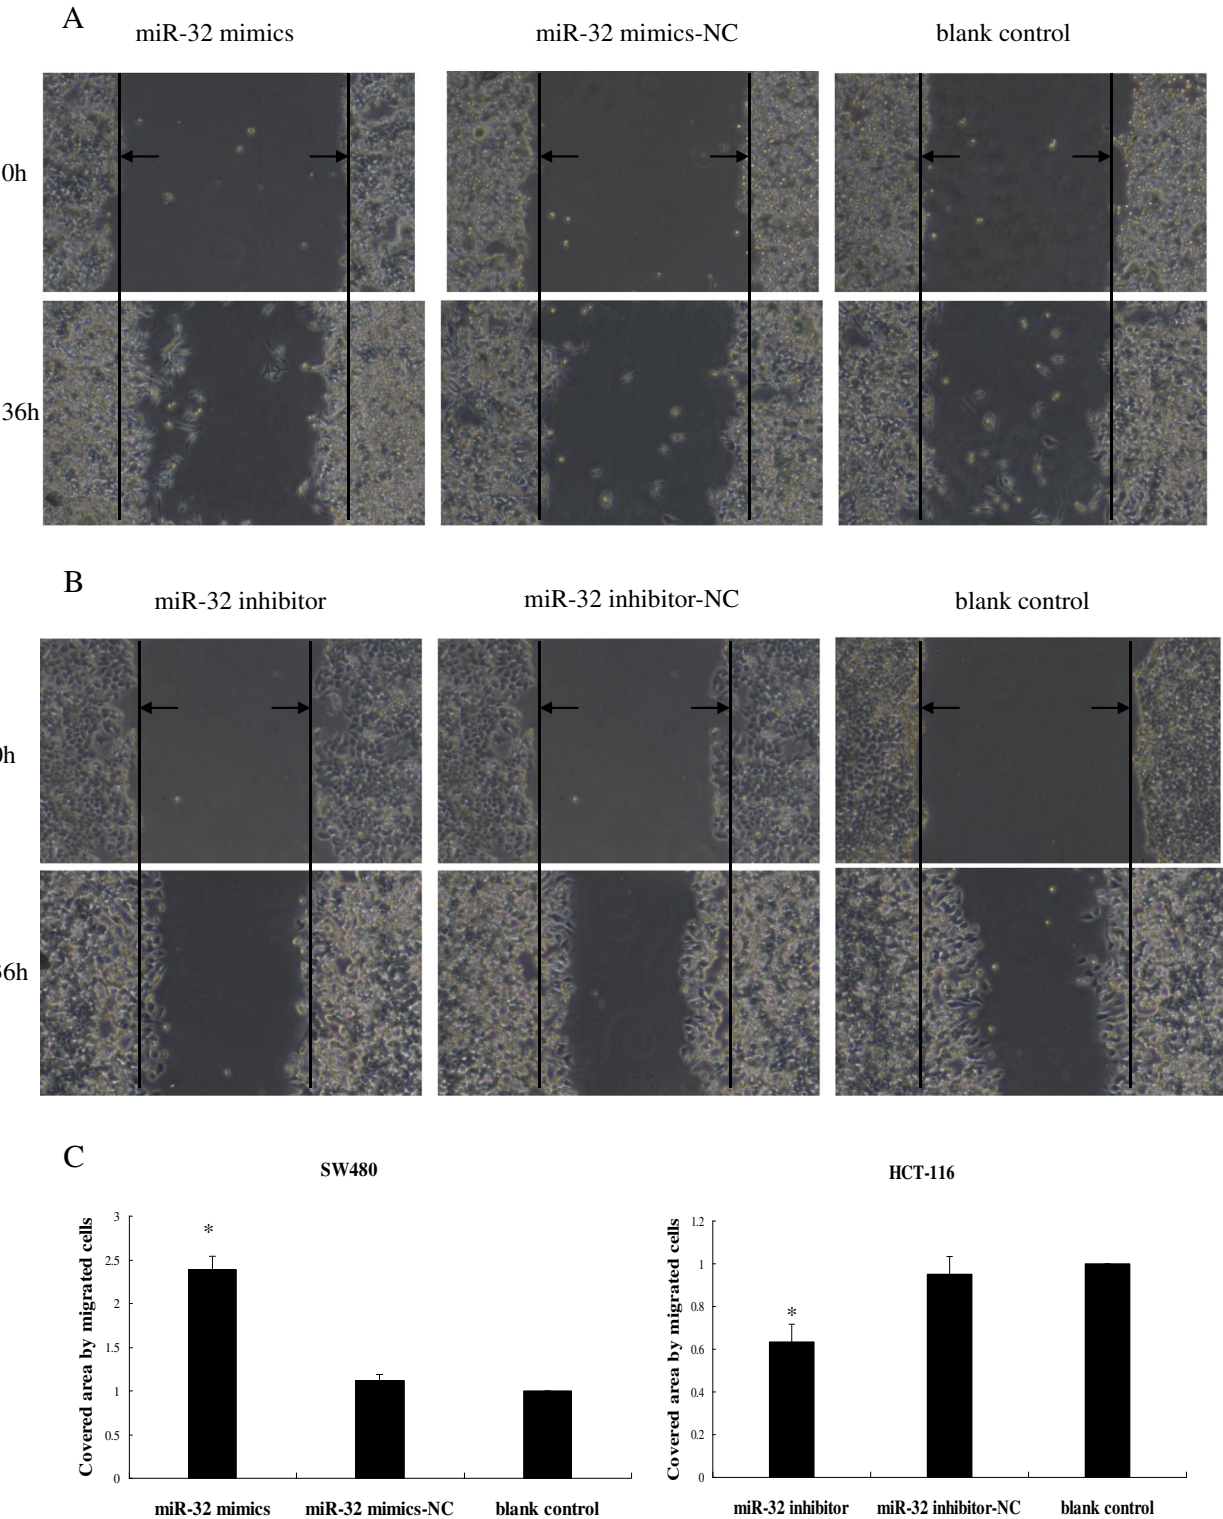 A
miR-32 mimics
miR-32 mimics-NC
blank control
0h
36h
B
miR-32 inhibitor
miR-32 inhibitor-NC
blank control
0h
36h
C
SW480
Covered area by migrated cells
3
2.5
2
1.5
1
0.5
0
*
miR-32 mimics
miR-32 mimics-NC
blank control
HCT-116
Covered area by migrated cells
1.2
1
0.8
0.6
0.4
0.2
0
*
miR-32 inhibitor
miR-32 inhibitor-NC
blank control